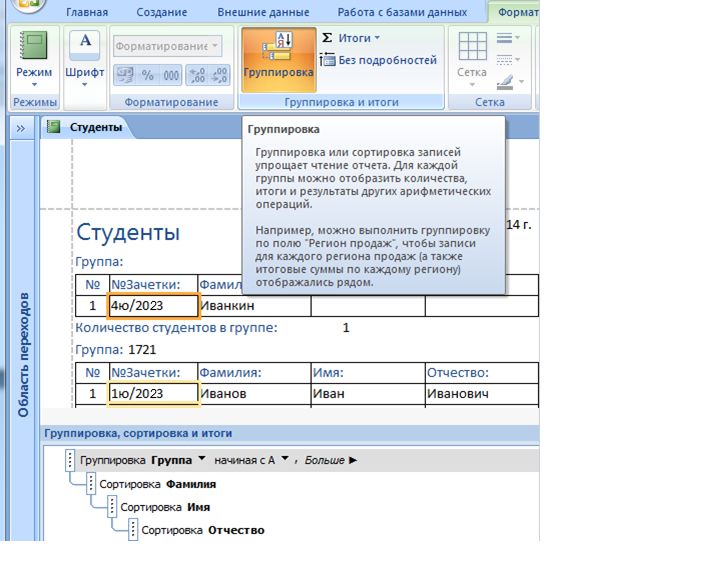 Главная Создание Внешние данные Работа с базами данных Формат
Режим
Шрифт
Форматирование
% 000
,0 ,00
,00 ,0
Группировка
Σ Итоги
Без подробностей
Сетка
Режимы Форматирование Группировка и итоги Сетка
» Студенты
Группировка
Группировка или сортировка записей
упрощает чтение отчета. Для каждой
группы можно отобразить количества,
итоги и результаты других арифметических
операций.
Например, можно выполнить группировку
по полю "Регион продаж", чтобы записи
для каждого региона продаж (а также
итоговые суммы по каждому региону)
отображались рядом.
Студенты
14 г.
Группа:
№ №Зачетки: Фамил
1 4ю/2023 Иванкин
Количество студентов в группе: 1
Группа: 1721
№ №Зачетки: Фамилия: Имя: Отчество:
1 1ю/2023 Иванов Иван Иванович
Область переходов
Группировка, сортировка и итоги
Группировка Группа начиная с А , Больше
Сортировка Фамилия
Сортировка Имя
Сортировка Отчество